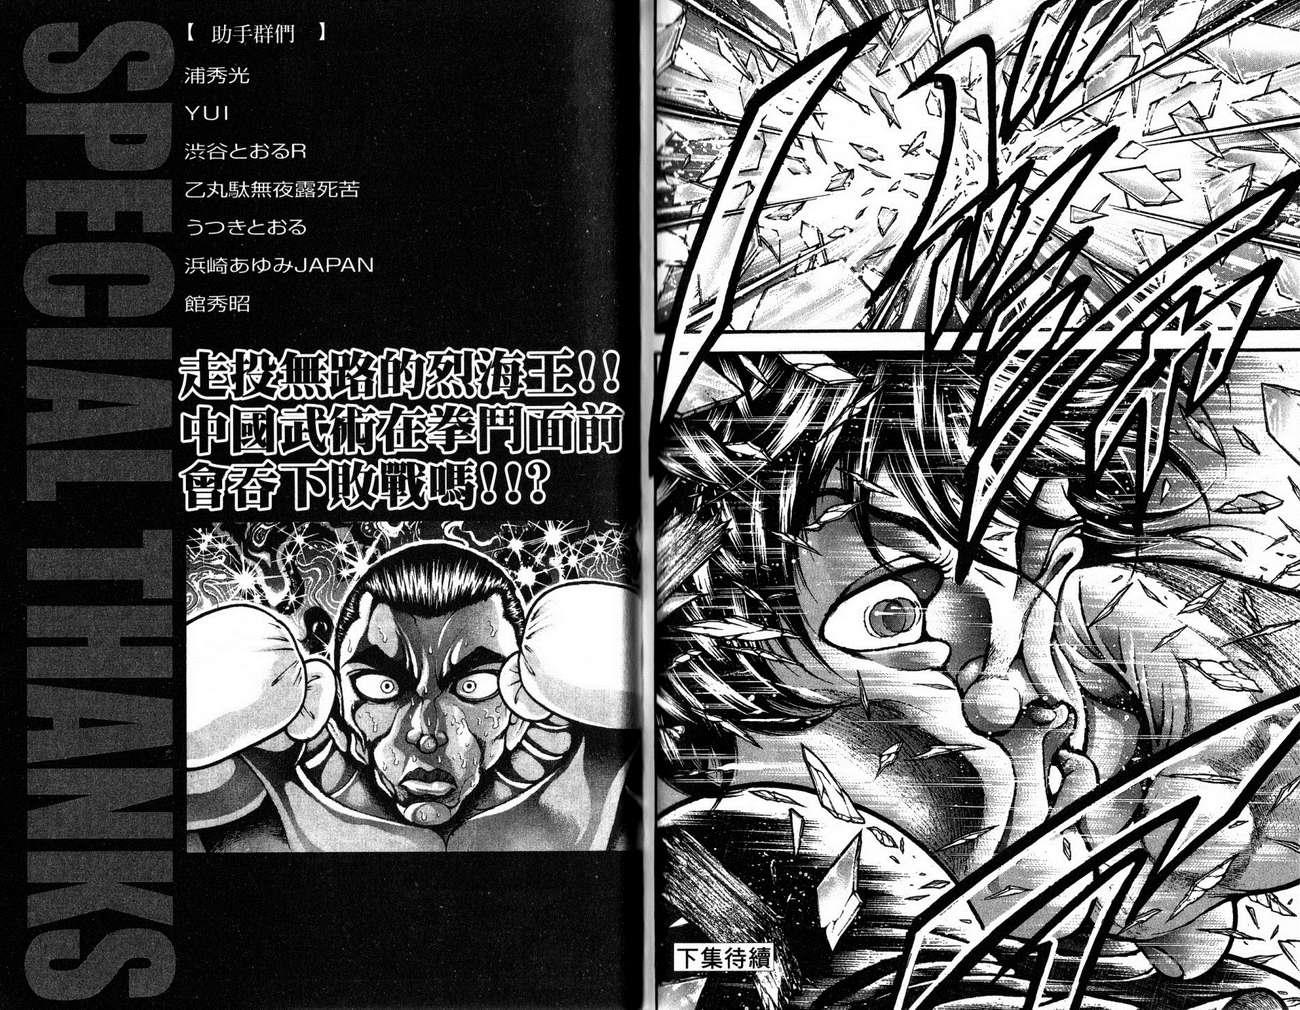 SPECIAL THANKS
【 助手群們 】
浦秀光
YUI
渋谷とおるR
乙丸駄無夜露死苦
うつきとおる
浜崎あゆみJAPAN
館秀昭
走投無路的烈海王!!
中國武術在拳鬥面前
會吞下敗戰嗎!!?
下集待續